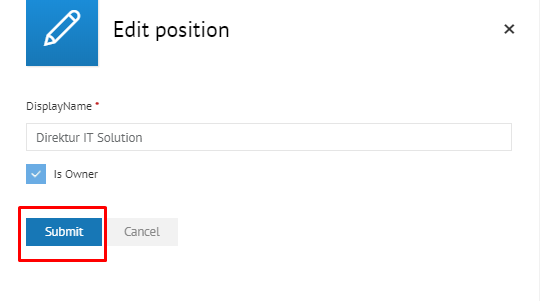 Edit position
DisplayName *
Direktur IT Solution
Is Owner
Submit Cancel